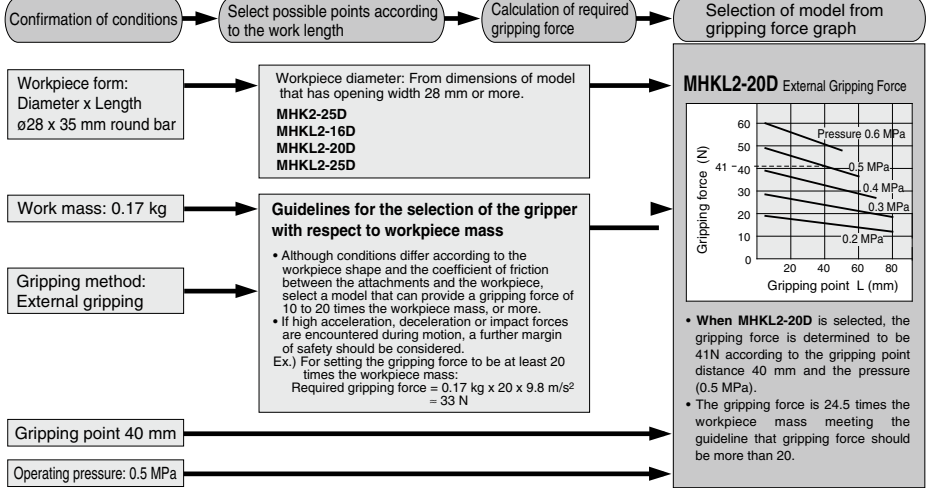 Confirmation of conditions
Select possible points according
to the work length
Calculation of required
gripping force
Selection of model from
gripping force graph
Workpiece form:
Diameter x Length
ø28 x 35 mm round bar
Workpiece diameter: From dimensions of model
that has opening width 28 mm or more.
MHK2-25D
MHKL2-16D
MHKL2-20D
MHKL2-25D
Work mass: 0.17 kg
Gripping method:
External gripping
Guidelines for the selection of the gripper
with respect to workpiece mass
• Although conditions differ according to the
workpiece shape and the coefficient of friction
between the attachments and the workpiece,
select a model that can provide a gripping force of
10 to 20 times the workpiece mass, or more.
• If high acceleration, deceleration or impact forces
are encountered during motion, a further margin
of safety should be considered.
Ex.) For setting the gripping force to be at least 20
times the workpiece mass:
Required gripping force = 0.17 kg x 20 x 9.8 m/s²
= 33 N
Gripping point 40 mm
Operating pressure: 0.5 MPa
MHKL2-20D External Gripping Force
Gripping force (N)
60
50
41
40
30
20
10
0
Pressure 0.6 MPa
0.5 MPa
0.4 MPa
0.3 MPa
0.2 MPa
20 40 60 80
Gripping point L (mm)
• When MHKL2-20D is selected, the
gripping force is determined to be
41N according to the gripping point
distance 40 mm and the pressure
(0.5 MPa).
• The gripping force is 24.5 times the
workpiece mass meeting the
guideline that gripping force should
be more than 20.